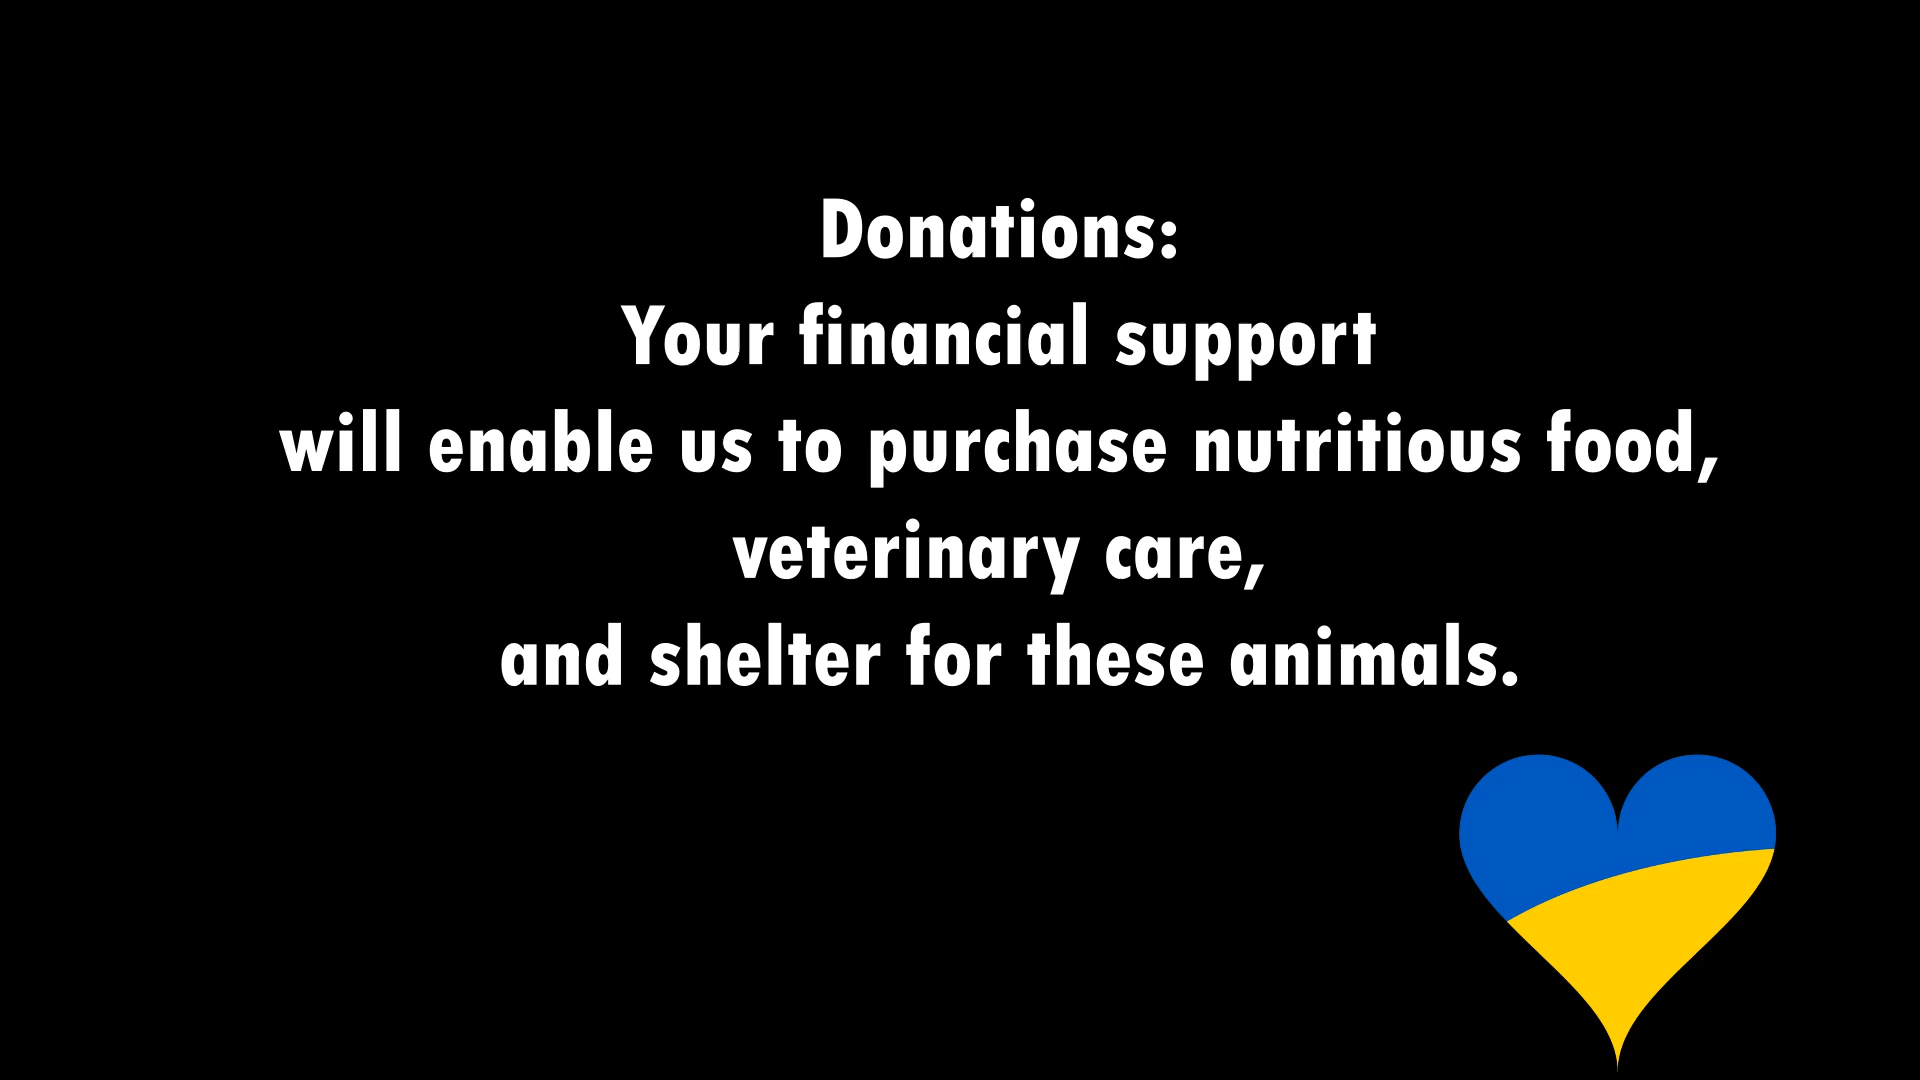 Donations:
Your financial support
will enable us to purchase nutritious food,
veterinary care,
and shelter for these animals.